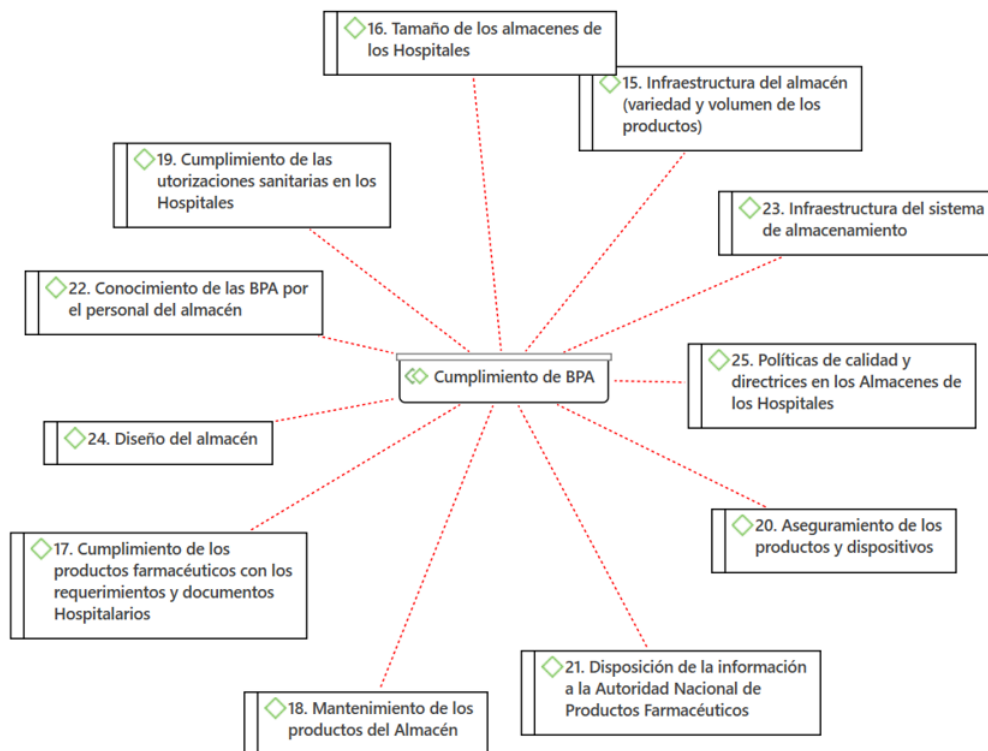 16. Tamaño de los almacenes de
los Hospitales
15. Infraestructura del almacén
(variedad y volumen de los
productos)
19. Cumplimiento de las
utorizaciones sanitarias en los
Hospitales
23. Infraestructura del sistema
de almacenamiento
22. Conocimiento de las BPA por
el personal del almacén
Cumplimiento de BPA
25. Políticas de calidad y
directrices en los Almacenes de
los Hospitales
24. Diseño del almacén
20. Aseguramiento de los
productos y dispositivos
17. Cumplimiento de los
productos farmacéuticos con los
requerimientos y documentos
Hospitalarios
21. Disposición de la información
a la Autoridad Nacional de
Productos Farmacéuticos
18. Mantenimiento de los
productos del Almacén